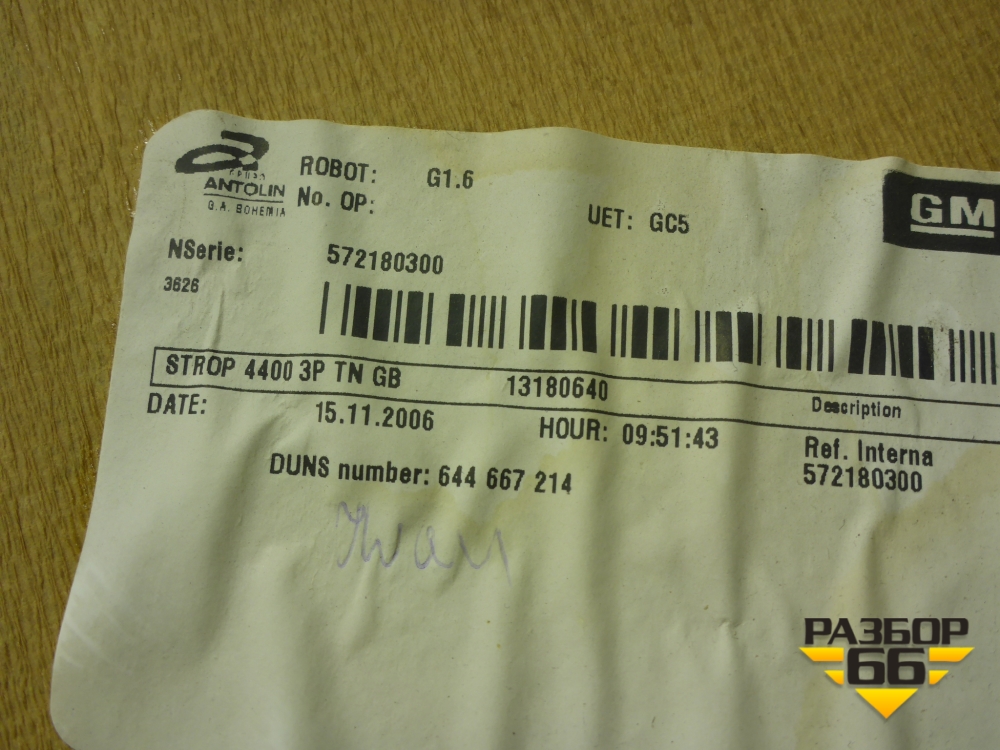 GRUPO
ANTOLIN
G.A. BOHEMIA
ROBOT: G1.6
No. OP:
UET: GC5
GM
NSerie: 572180300
3626
STROP 4400 3P TN GB 13180640
Description
DATE: 15.11.2006 HOUR: 09:51:43
Ref. Interna
572180300
DUNS number: 644 667 214
РАЗБОР
66